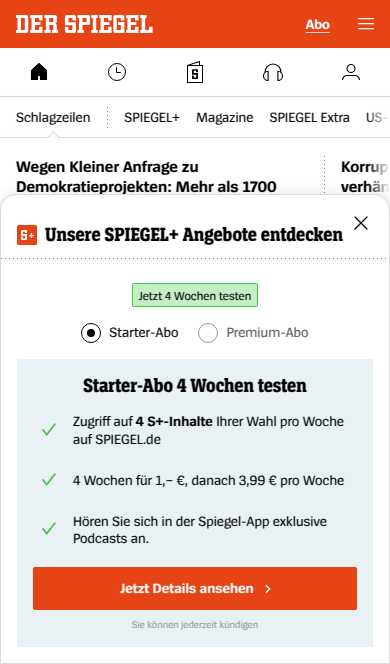 DER SPIEGEL
Abo
S
Schlagzeilen
SPIEGEL+
Magazine
SPIEGEL Extra
US-
Wegen Kleiner Anfrage zu
Demokratieprojekten: Mehr als 1700
Korrup
verhän
S+ Unsere SPIEGEL+ Angebote entdecken
Jetzt 4 Wochen testen
Starter-Abo
Premium-Abo
Starter-Abo 4 Wochen testen
Zugriff auf 4 S+-Inhalte Ihrer Wahl pro Woche
auf SPIEGEL.de
4 Wochen für 1,– €, danach 3,99 € pro Woche
Hören Sie sich in der Spiegel-App exklusive
Podcasts an.
Jetzt Details ansehen
Sie können jederzeit kündigen